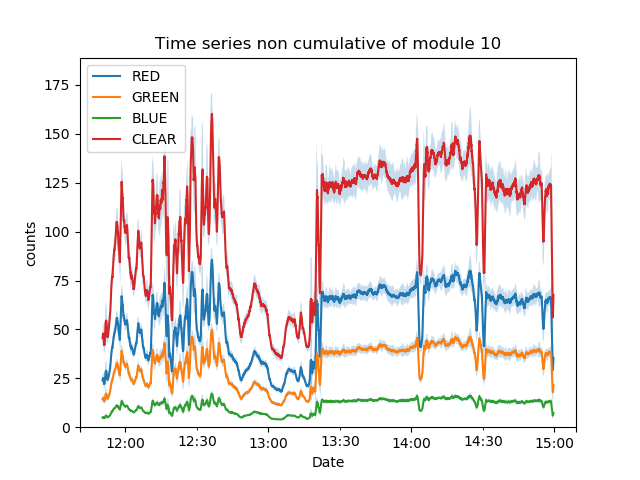 Time series non cumulative of module 10
RED
GREEN
BLUE
CLEAR
counts
175
150
125
100
75
50
25
0
12:00
12:30
13:00
13:30
14:00
14:30
15:00
Date